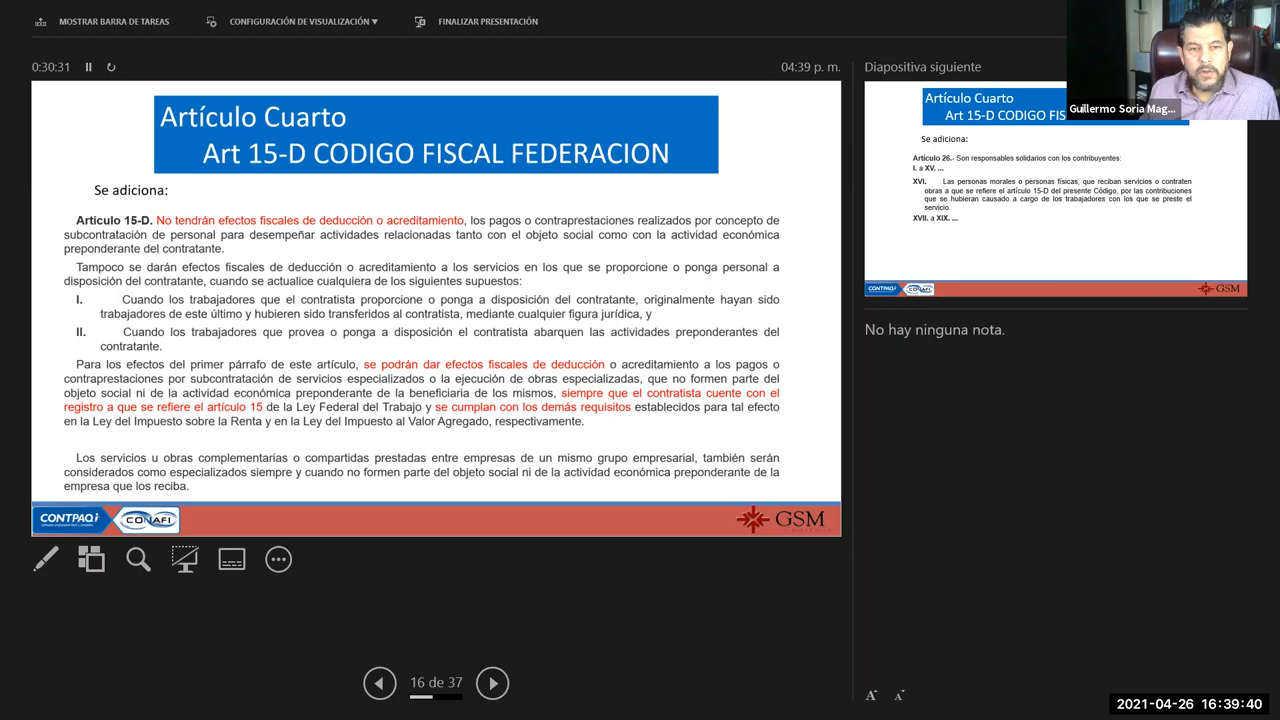 MOSTRAR BARRA DE TAREAS
CONFIGURACIÓN DE VISUALIZACIÓN ▼
FINALIZAR PRESENTACIÓN
0:30:31
04:39 p. m.
Artículo Cuarto
Art 15-D CODIGO FISCAL FEDERACION
Se adiciona:
Artículo 15-D. No tendrán efectos fiscales de deducción o acreditamiento, los pagos o contraprestaciones realizados por concepto de
subcontratación de personal para desempeñar actividades relacionadas tanto con el objeto social como con la actividad económica
preponderante del contratante.
Tampoco se darán efectos fiscales de deducción o acreditamiento a los servicios en los que se proporcione o ponga personal a
disposición del contratante, cuando se actualice cualquiera de los siguientes supuestos:
I. Cuando los trabajadores que el contratista proporcione o ponga a disposición del contratante, originalmente hayan sido
trabajadores de este último y hubieren sido transferidos al contratista, mediante cualquier figura jurídica, y
II. Cuando los trabajadores que provea o ponga a disposición el contratista abarquen las actividades preponderantes del
contratante.
Para los efectos del primer párrafo de este artículo, se podrán dar efectos fiscales de deducción o acreditamiento a los pagos o
contraprestaciones por subcontratación de servicios especializados o la ejecución de obras especializadas, que no formen parte del
objeto social ni de la actividad económica preponderante de la beneficiaria de los mismos, siempre que el contratista cuente con el
registro a que se refiere el artículo 15 de la Ley Federal del Trabajo y se cumplan con los demás requisitos establecidos para tal efecto
en la Ley del Impuesto sobre la Renta y en la Ley del Impuesto al Valor Agregado, respectivamente.
Los servicios u obras complementarias o compartidas prestadas entre empresas de un mismo grupo empresarial, también serán
considerados como especializados siempre y cuando no formen parte del objeto social ni de la actividad económica preponderante de la
empresa que los reciba.
CONTPAQi
CONAFI
GSM
16 de 37
Diapositiva siguiente
Guillermo Soria Mag...
Artículo Cuarto
Art 15-D CODIGO FIS
Se adiciona:
Artículo 26.- Son responsables solidarios con los contribuyentes:
I. a XV. ...
XVI. Las personas morales o personas físicas, que reciban servicios o contraten
obras a que se refiere el artículo 15-D del presente Código, por las contribuciones
que se hubieran causado a cargo de los trabajadores con los que se preste el
servicio.
XVII. a XIX. ...
CONTPAQi
CONAFI
GSM
No hay ninguna nota.
A A
2021-04-26 16:39:40